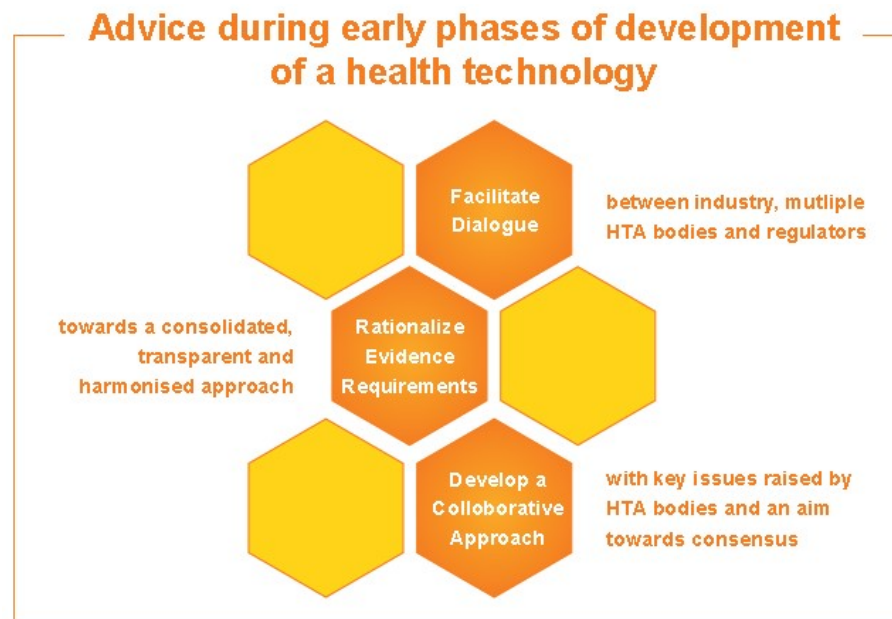 Advice during early phases of development
of a health technology
Facilitate
Dialogue
between industry, mutliple
HTA bodies and regulators
towards a consolidated,
transparent and
harmonised approach
Rationalize
Evidence
Requirements
Develop a
Colloborative
Approach
with key issues raised by
HTA bodies and an aim
towards consensus